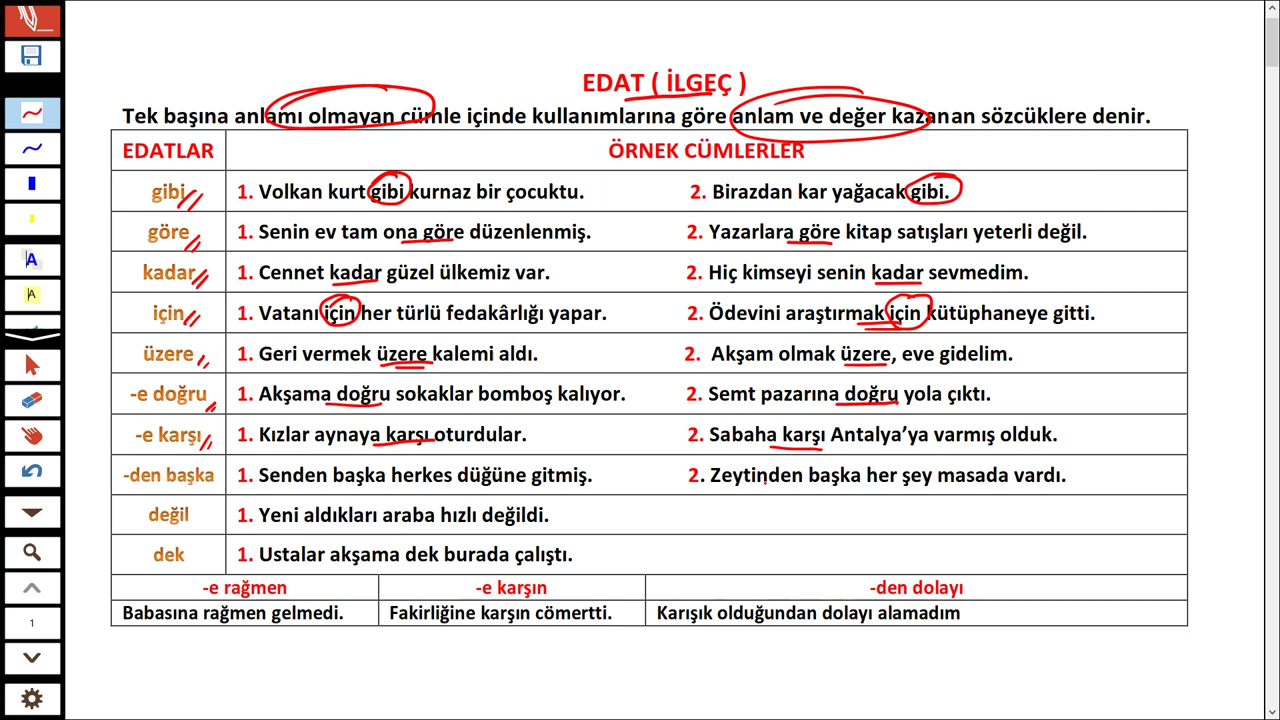 EDAT ( İLGEÇ )
Tek başına anlamı olmayan cümle içinde kullanımlarına göre anlam ve değer kazanan sözcüklere denir.
EDATLAR ÖRNEK CÜMLERLER
gibi 1. Volkan kurt gibi kurnaz bir çocuktu. 2. Birazdan kar yağacak gibi.
göre 1. Senin ev tam ona göre düzenlenmiş. 2. Yazarlara göre kitap satışları yeterli değil.
kadar 1. Cennet kadar güzel ülkemiz var. 2. Hiç kimseyi senin kadar sevmedim.
için 1. Vatanı için her türlü fedakârlığı yapar. 2. Ödevini araştırmak için kütüphaneye gitti.
üzere 1. Geri vermek üzere kalemi aldı. 2. Akşam olmak üzere, eve gidelim.
-e doğru 1. Akşama doğru sokaklar bomboş kalıyor. 2. Semt pazarına doğru yola çıktı.
-e karşı 1. Kızlar aynaya karşı oturdular. 2. Sabaha karşı Antalya’ya varmış olduk.
-den başka 1. Senden başka herkes düğüne gitmiş. 2. Zeytinden başka her şey masada vardı.
değil 1. Yeni aldıkları araba hızlı değildi.
dek 1. Ustalar akşama dek burada çalıştı.
-e rağmen -e karşın -den dolayı
Babasına rağmen gelmedi. Fakirliğine karşın cömertti. Karışık olduğundan dolayı alamadım
A
A
1